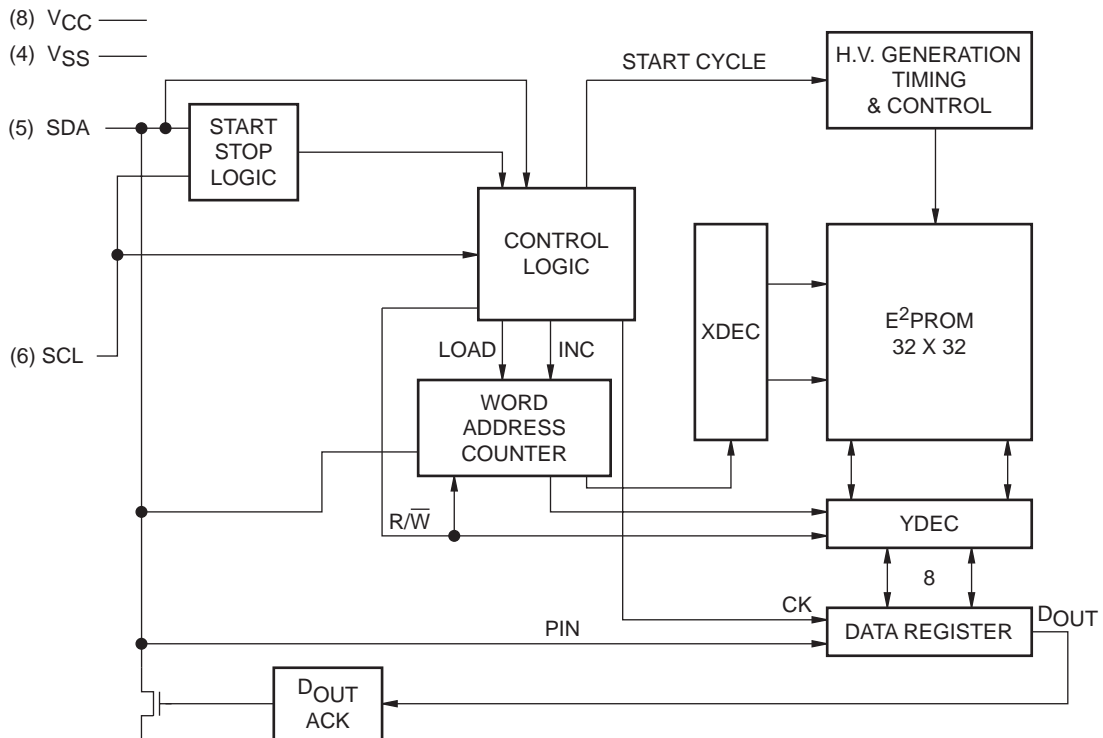 (8) VCC
(4) VSS
(5) SDA
START
STOP
LOGIC
START CYCLE
H.V. GENERATION
TIMING
& CONTROL
CONTROL
LOGIC
(6) SCL
LOAD
INC
XDEC
E²PROM
32 X 32
WORD
ADDRESS
COUNTER
R/W̅
YDEC
8
CK
PIN
DATA REGISTER
DOUT
DOUT
ACK